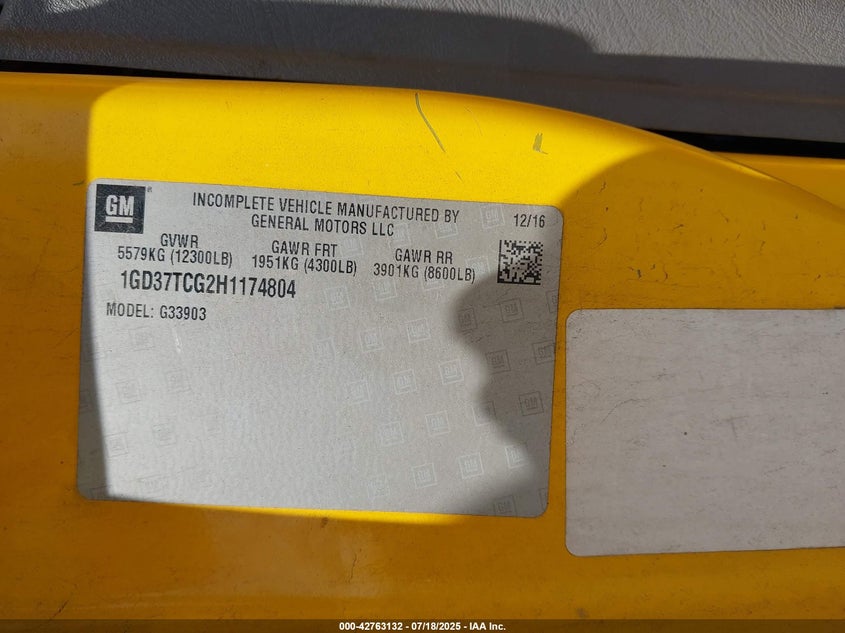 GM ®
INCOMPLETE VEHICLE MANUFACTURED BY
GENERAL MOTORS LLC
12/16
GVWR
5579KG (12300LB)
GAWR FRT
1951KG (4300LB)
GAWR RR
3901KG (8600LB)
1GD37TCG2H1174804
MODEL: G33903
000-42763132 - 07/18/2025 - IAA Inc.